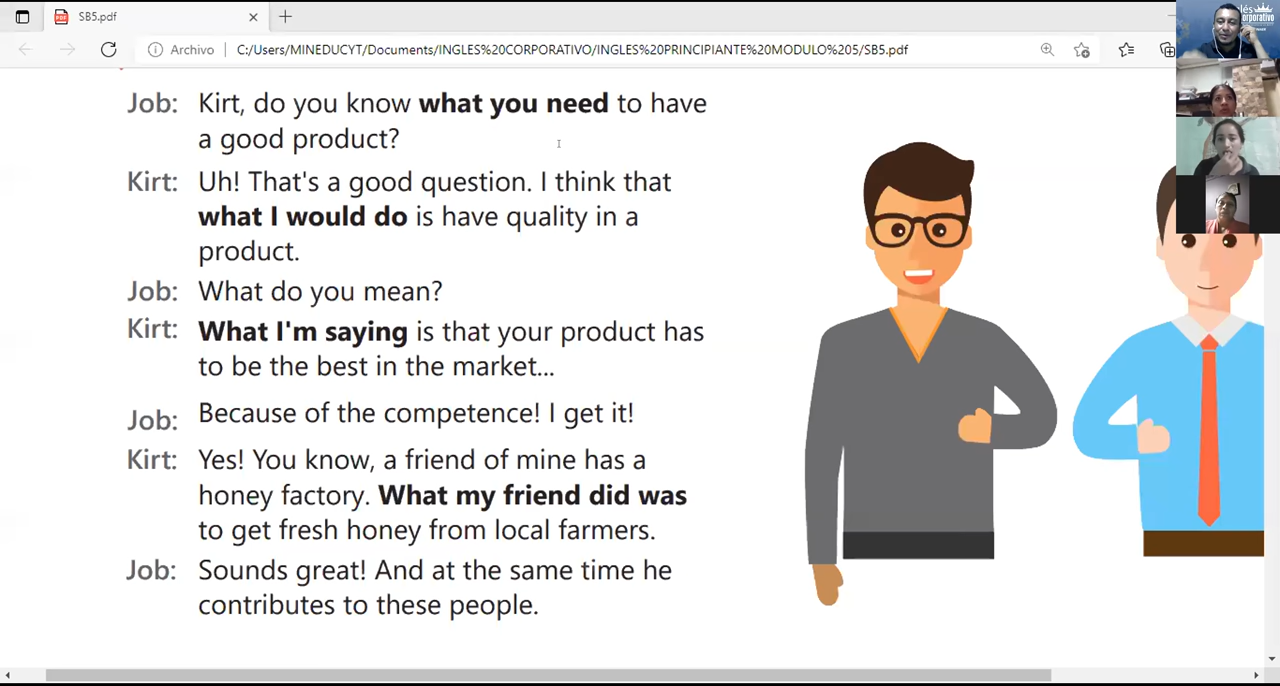 SB5.pdf
Archivo
C:/Users/MINEDUCYT/Documents/INGLES%20CORPORATIVO/INGLES%20PRINCIPIANTE%20MODULO%205/SB5.pdf
Job: Kirt, do you know what you need to have
a good product?
Kirt: Uh! That's a good question. I think that
what I would do is have quality in a
product.
Job: What do you mean?
Kirt: What I'm saying is that your product has
to be the best in the market...
Job: Because of the competence! I get it!
Kirt: Yes! You know, a friend of mine has a
honey factory. What my friend did was
to get fresh honey from local farmers.
Job: Sounds great! And at the same time he
contributes to these people.